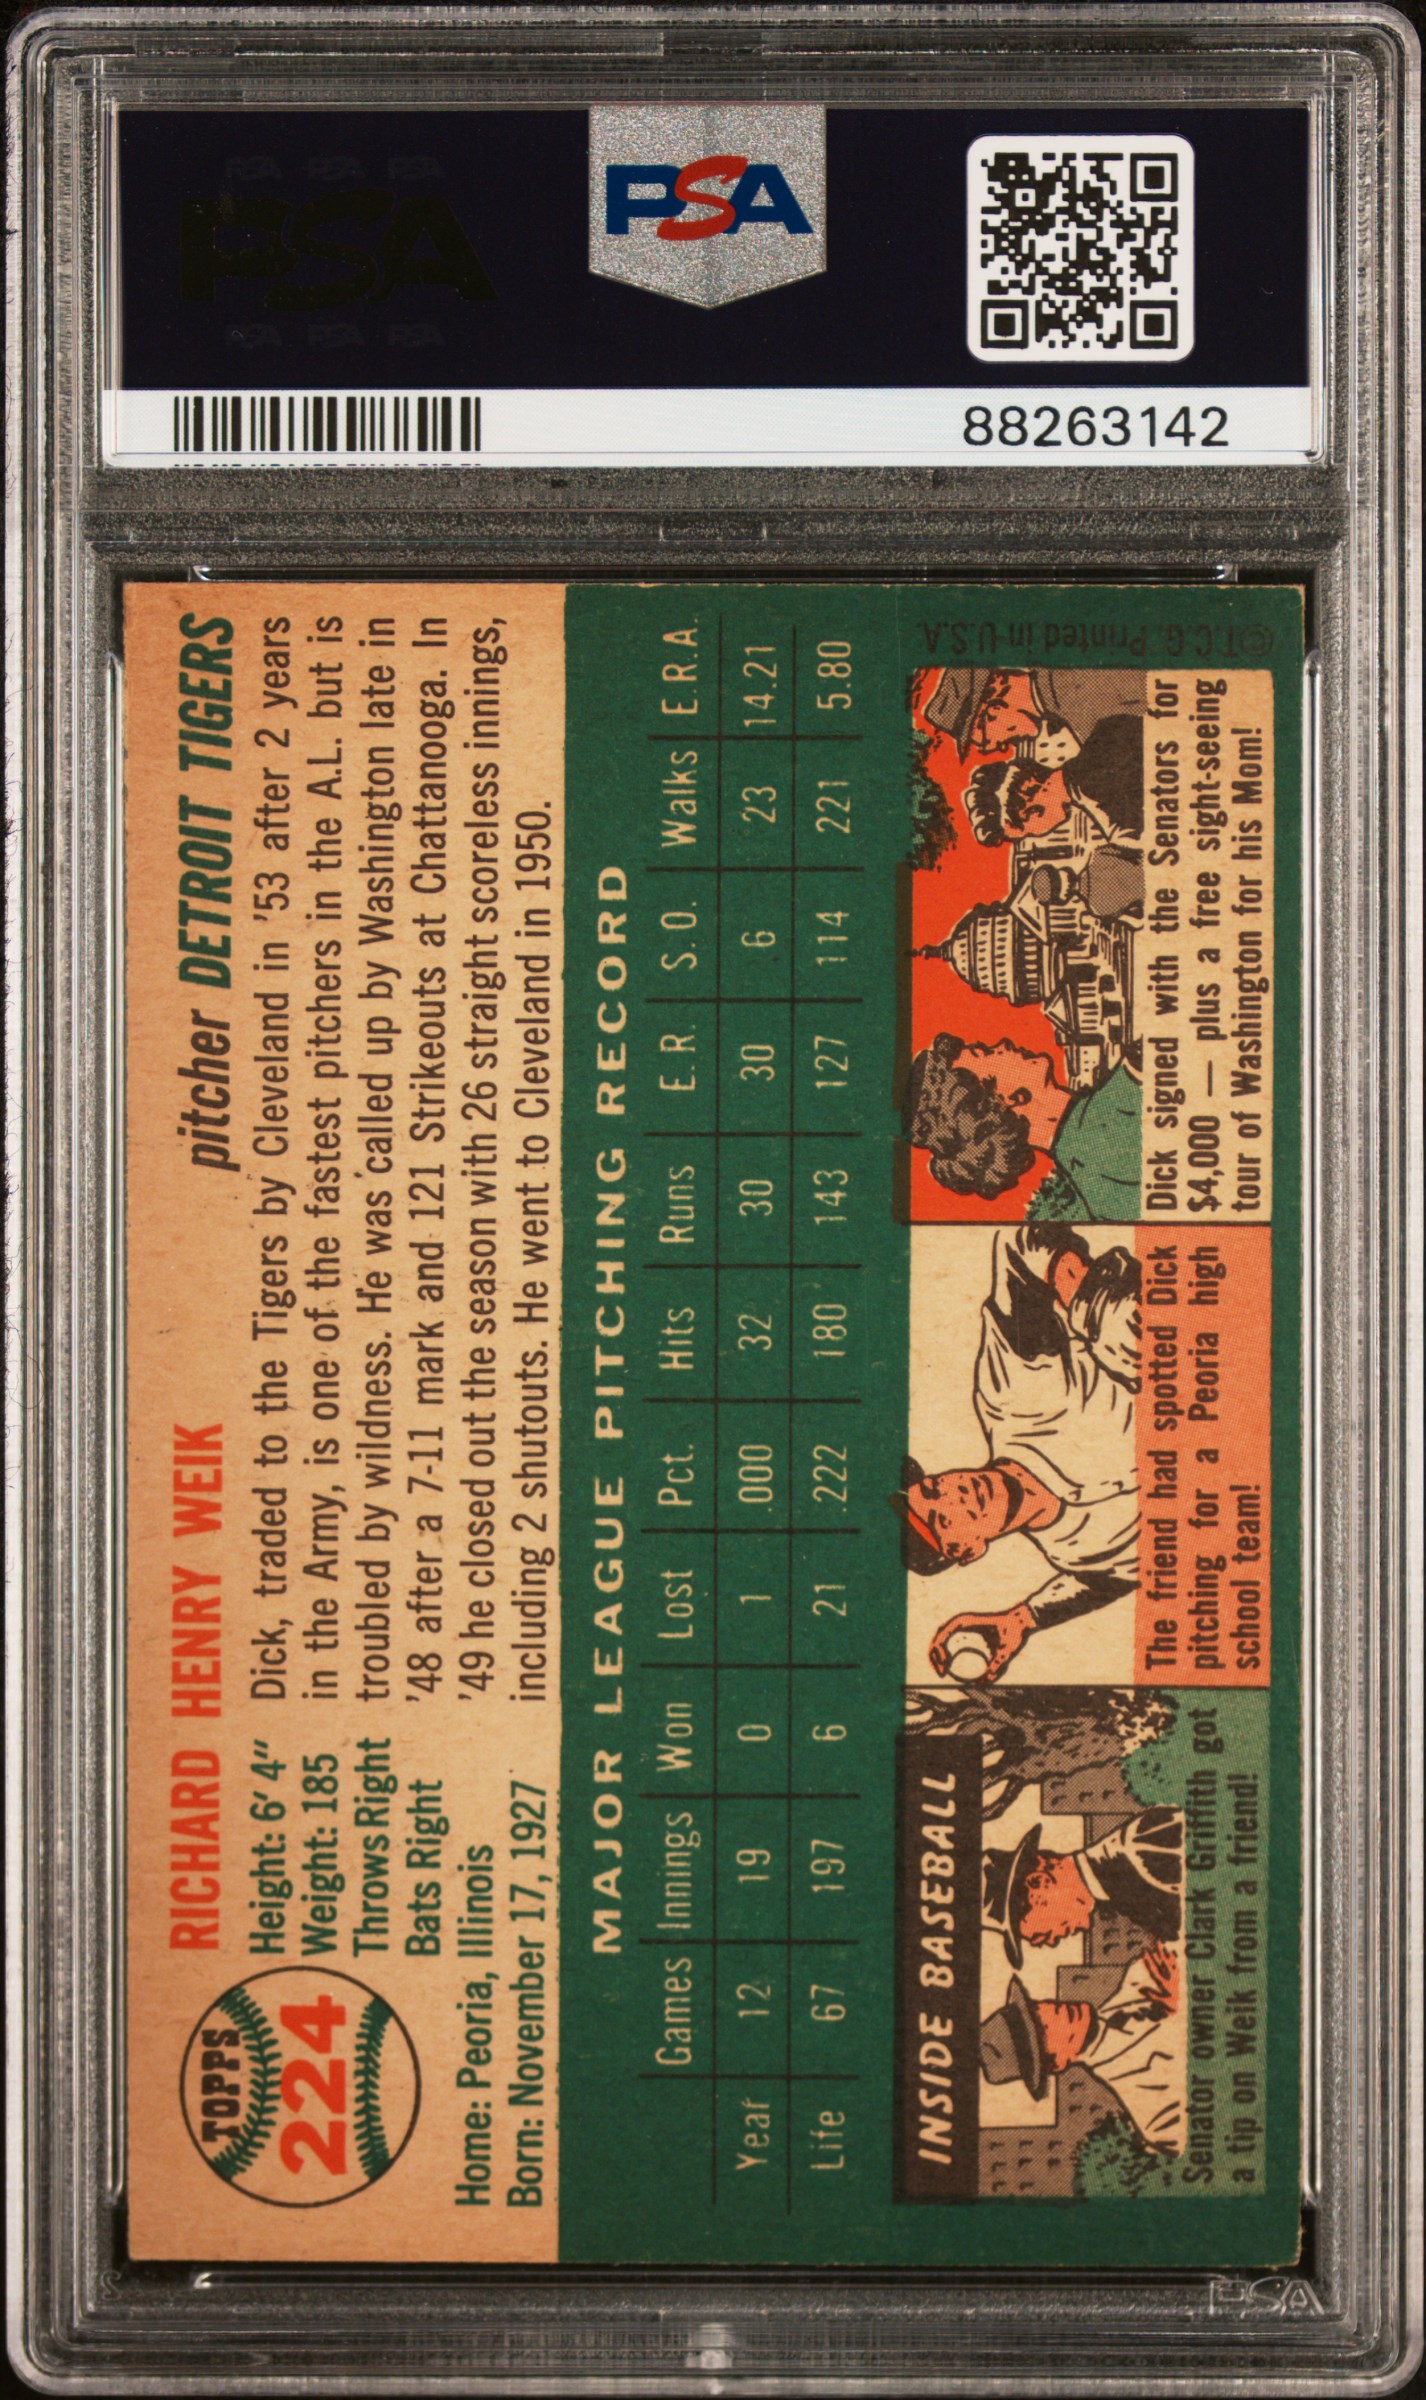 PSA PSA PSA
PSA
PSA PSA PSA
PSA
88263142
TOPPS
224
RICHARD HENRY WEIK
pitcher DETROIT TIGERS
Height: 6' 4"
Weight: 185
Throws Right
Bats Right
Home: Peoria, Illinois
Born: November 17, 1927
Dick, traded to the Tigers by Cleveland in '53 after 2 years
in the Army, is one of the fastest pitchers in the A.L. but is
troubled by wildness. He was called up by Washington late in
'48 after a 7-11 mark and 121 Strikeouts at Chattanooga. In
'49 he closed out the season with 26 straight scoreless innings,
including 2 shutouts. He went to Cleveland in 1950.
MAJOR LEAGUE PITCHING RECORD
Games Innings Won Lost Pct. Hits Runs E.R. S.O. Walks E.R.A.
Year 12 19 0 1 .000 32 30 30 6 23 14.21
Life 67 197 6 21 .222 180 143 127 114 221 5.80
INSIDE BASEBALL
Senator owner Clark Griffith got
a tip on Weik from a friend!
The friend had spotted Dick
pitching for a Peoria high
school team!
Dick signed with the Senators for
$4,000 — plus a free sight-seeing
tour of Washington for his Mom!
©T.C.G. Printed in U.S.A.
PSA